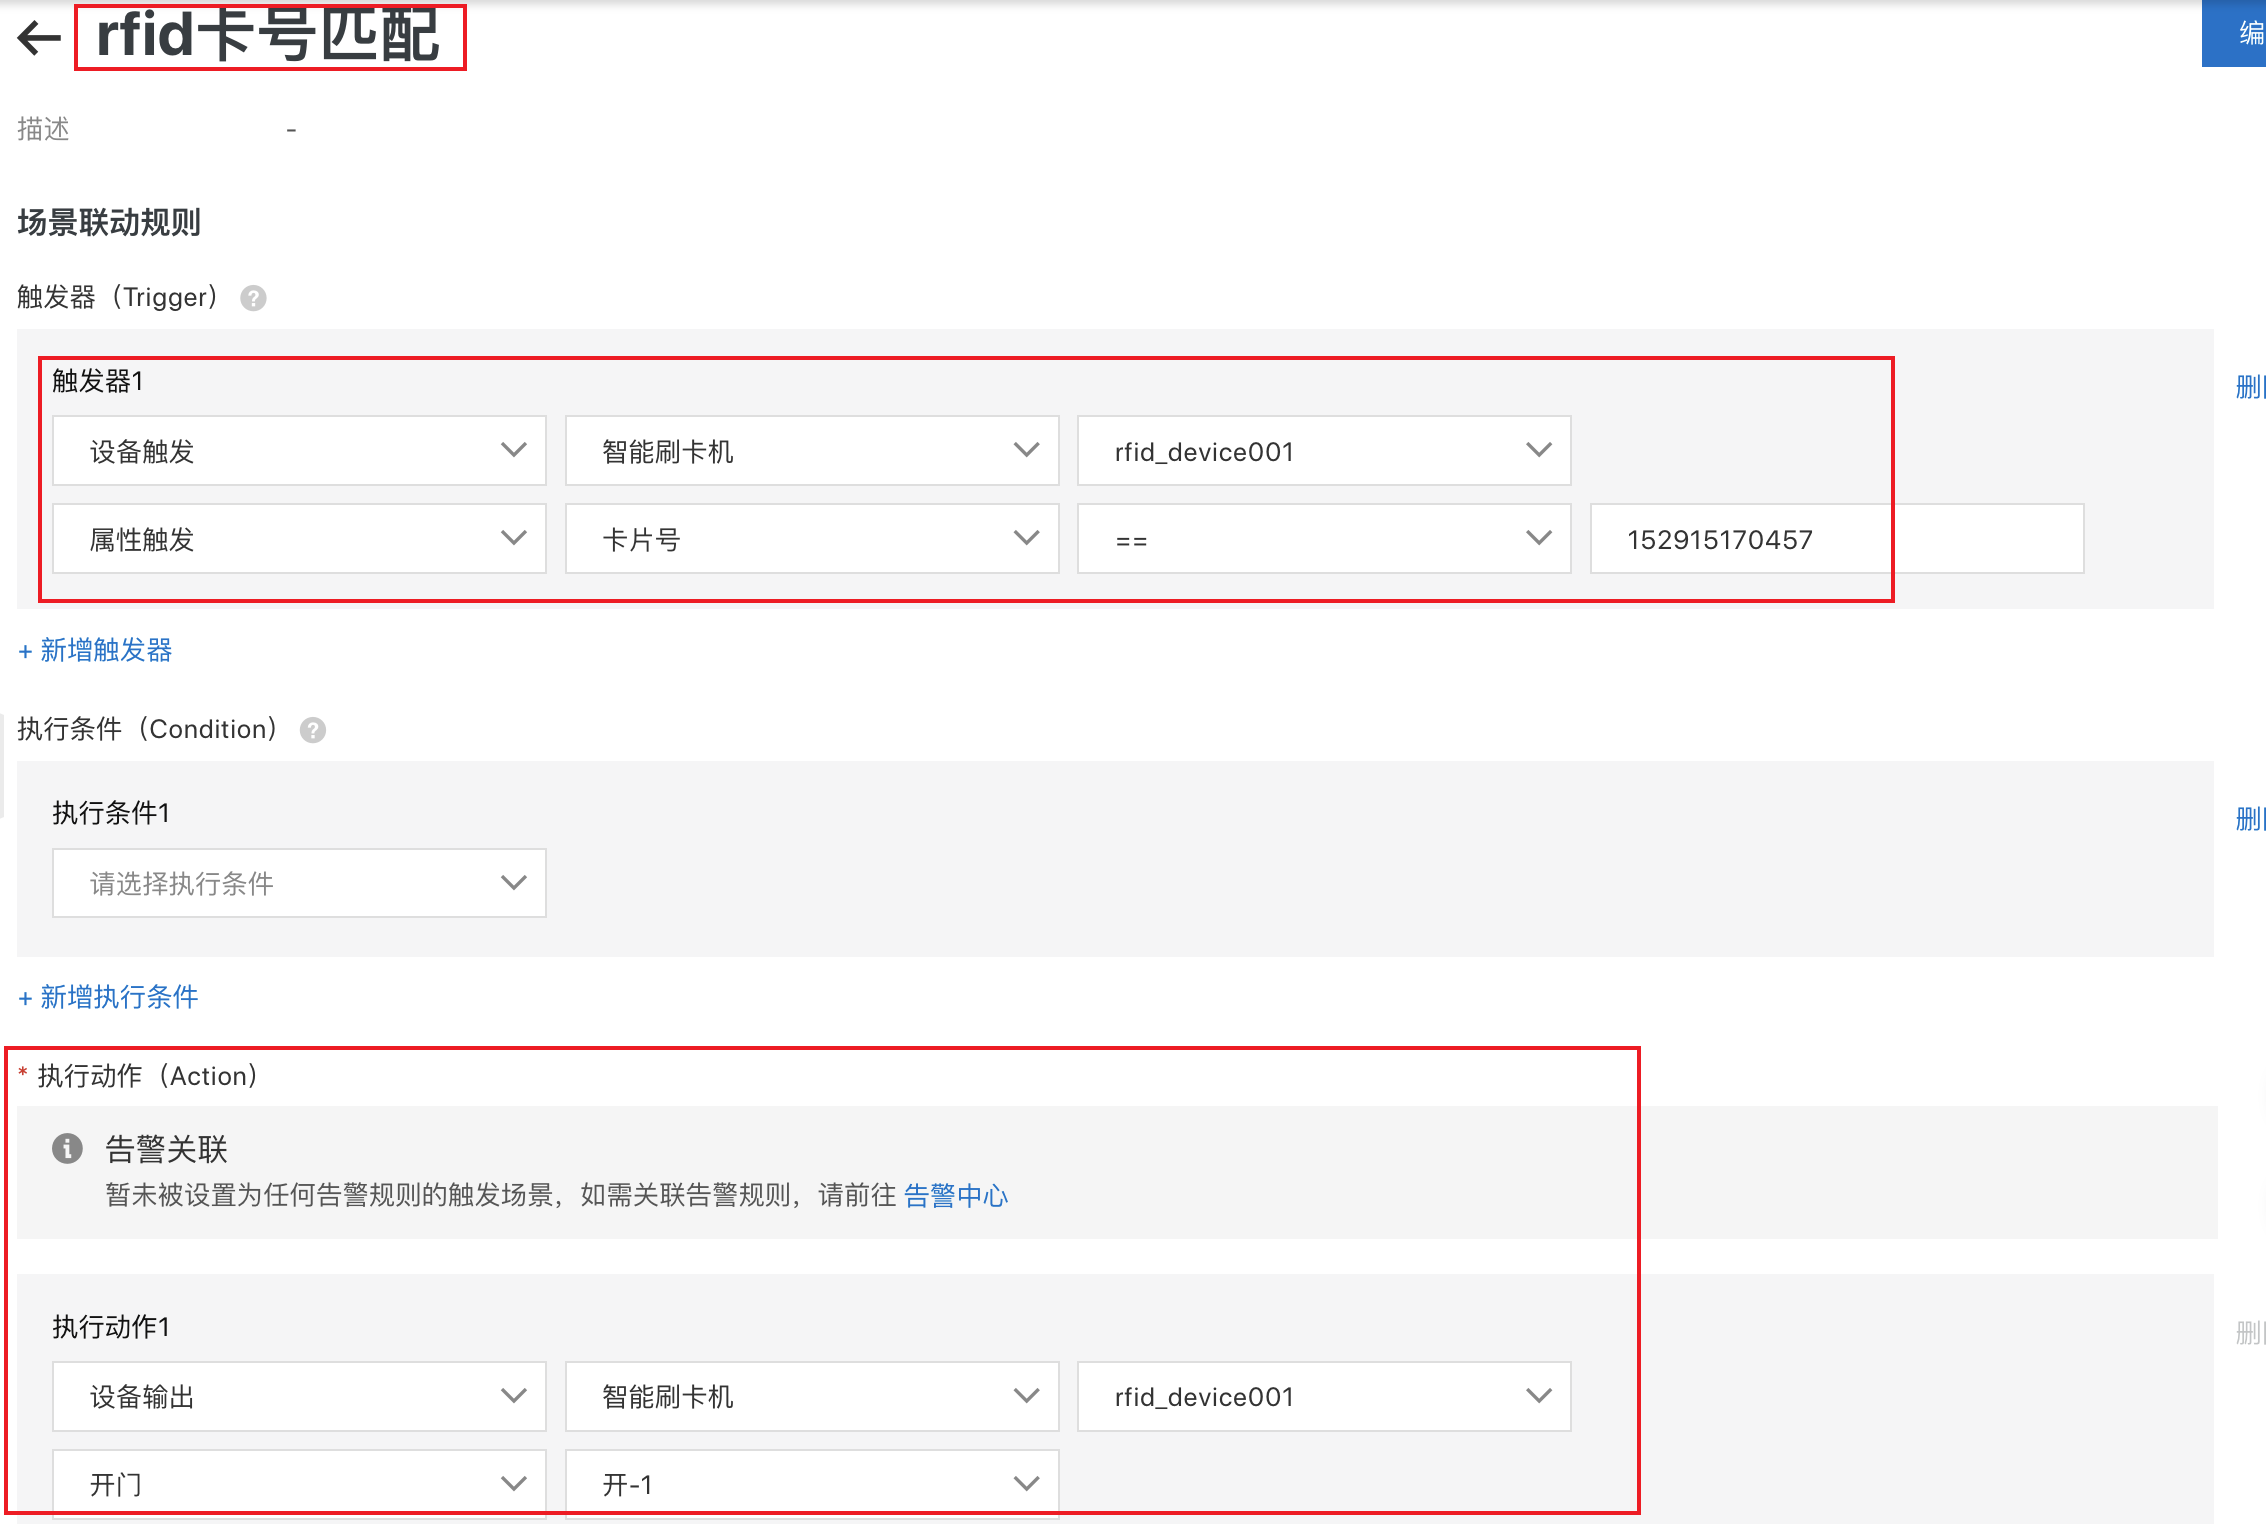 rfid卡号匹配
编
描述 -
场景联动规则
触发器（Trigger） ?
触发器1
删
设备触发 智能刷卡机 rfid_device001
属性触发 卡片号 == 152915170457
+ 新增触发器
执行条件（Condition） ?
执行条件1
删
请选择执行条件
+ 新增执行条件
* 执行动作（Action）
告警关联
暂未被设置为任何告警规则的触发场景，如需关联告警规则，请前往 告警中心
执行动作1
删
设备输出 智能刷卡机 rfid_device001
开门 开-1